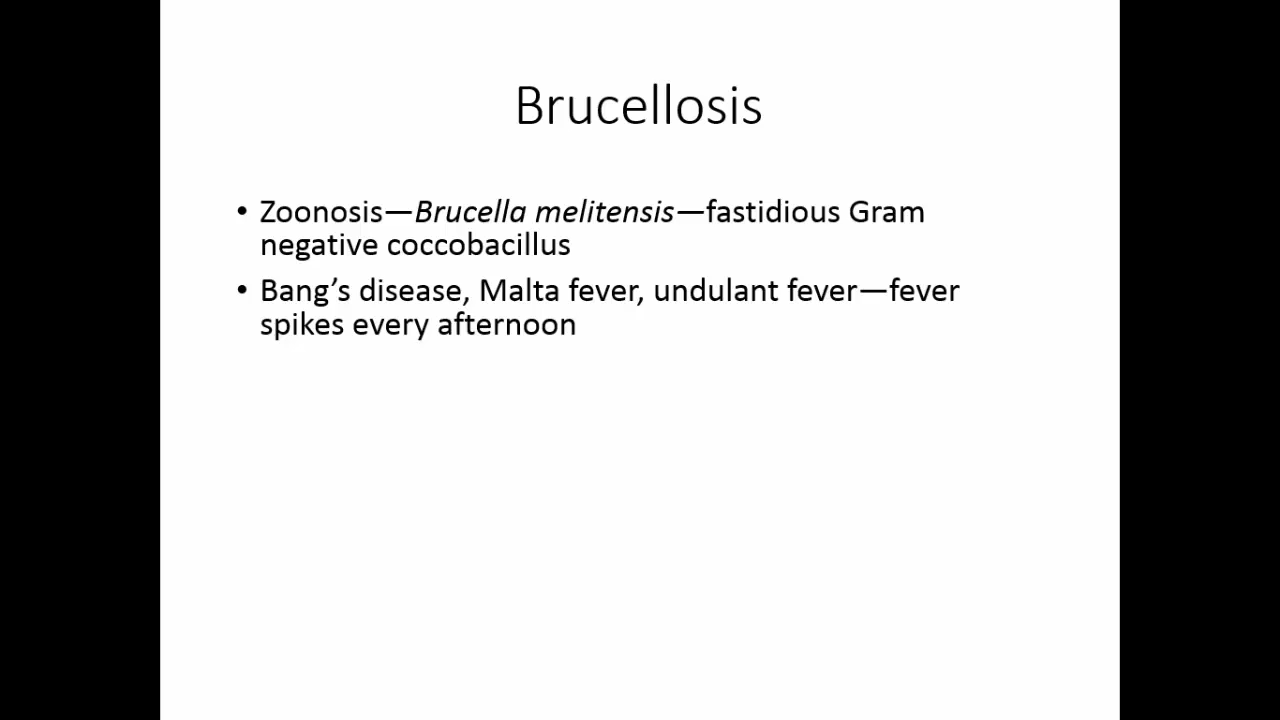 Brucellosis
• Zoonosis—Brucella melitensis—fastidious Gram
negative coccobacillus
• Bang’s disease, Malta fever, undulant fever—fever
spikes every afternoon